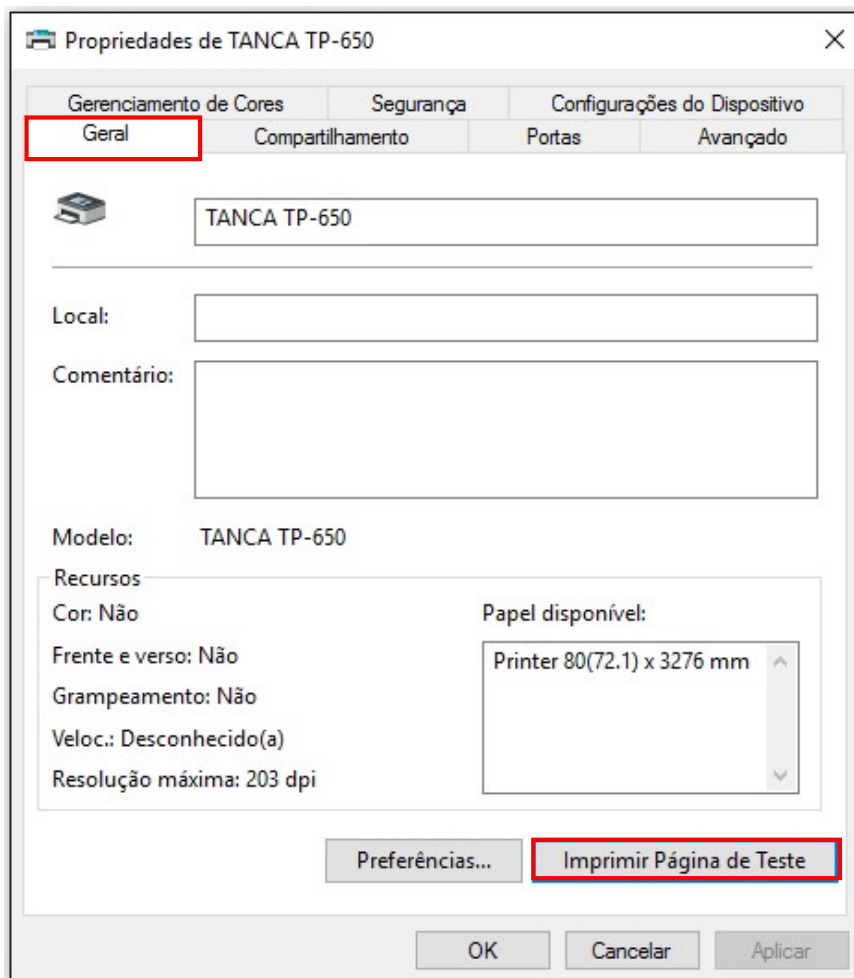 Propriedades de TANCA TP-650
Gerenciamento de Cores Segurança Configurações do Dispositivo
Geral Compartilhamento Portas Avançado
TANCA TP-650
Local:
Comentário:
Modelo: TANCA TP-650
Recursos
Cor: Não
Papel disponível:
Frente e verso: Não
Printer 80(72.1) x 3276 mm
Grampeamento: Não
Veloc.: Desconhecido(a)
Resolução máxima: 203 dpi
Preferências... Imprimir Página de Teste
OK Cancelar Aplicar